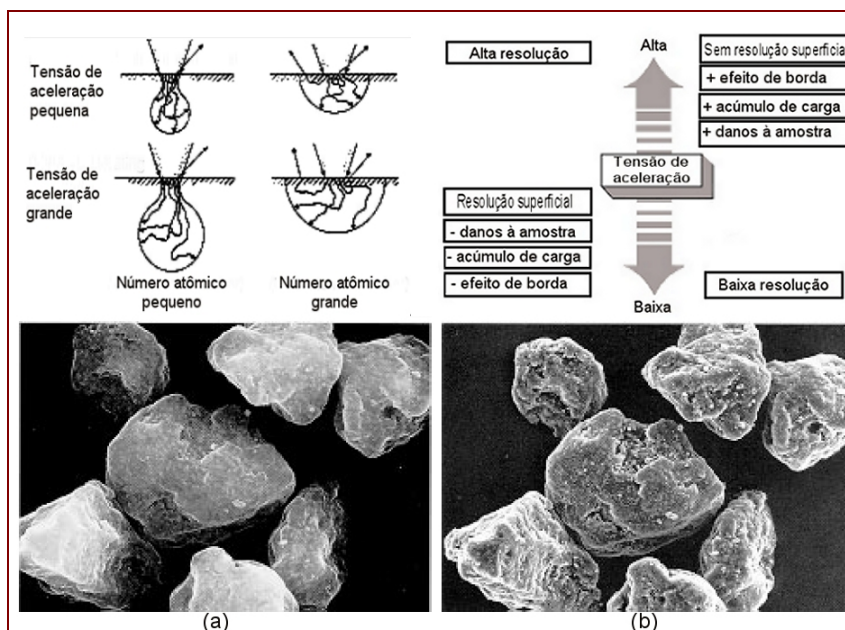 Tensão de
aceleração
pequena
Tensão de
aceleração
grande
Número atômico
pequeno
Número atômico
grande
Alta resolução
Alta
Sem resolução superficial
+ efeito de borda
+ acúmulo de carga
+ danos à amostra
Tensão de
aceleração
Resolução superficial
- danos à amostra
- acúmulo de carga
- efeito de borda
Baixa resolução
Baixa
(a)
(b)